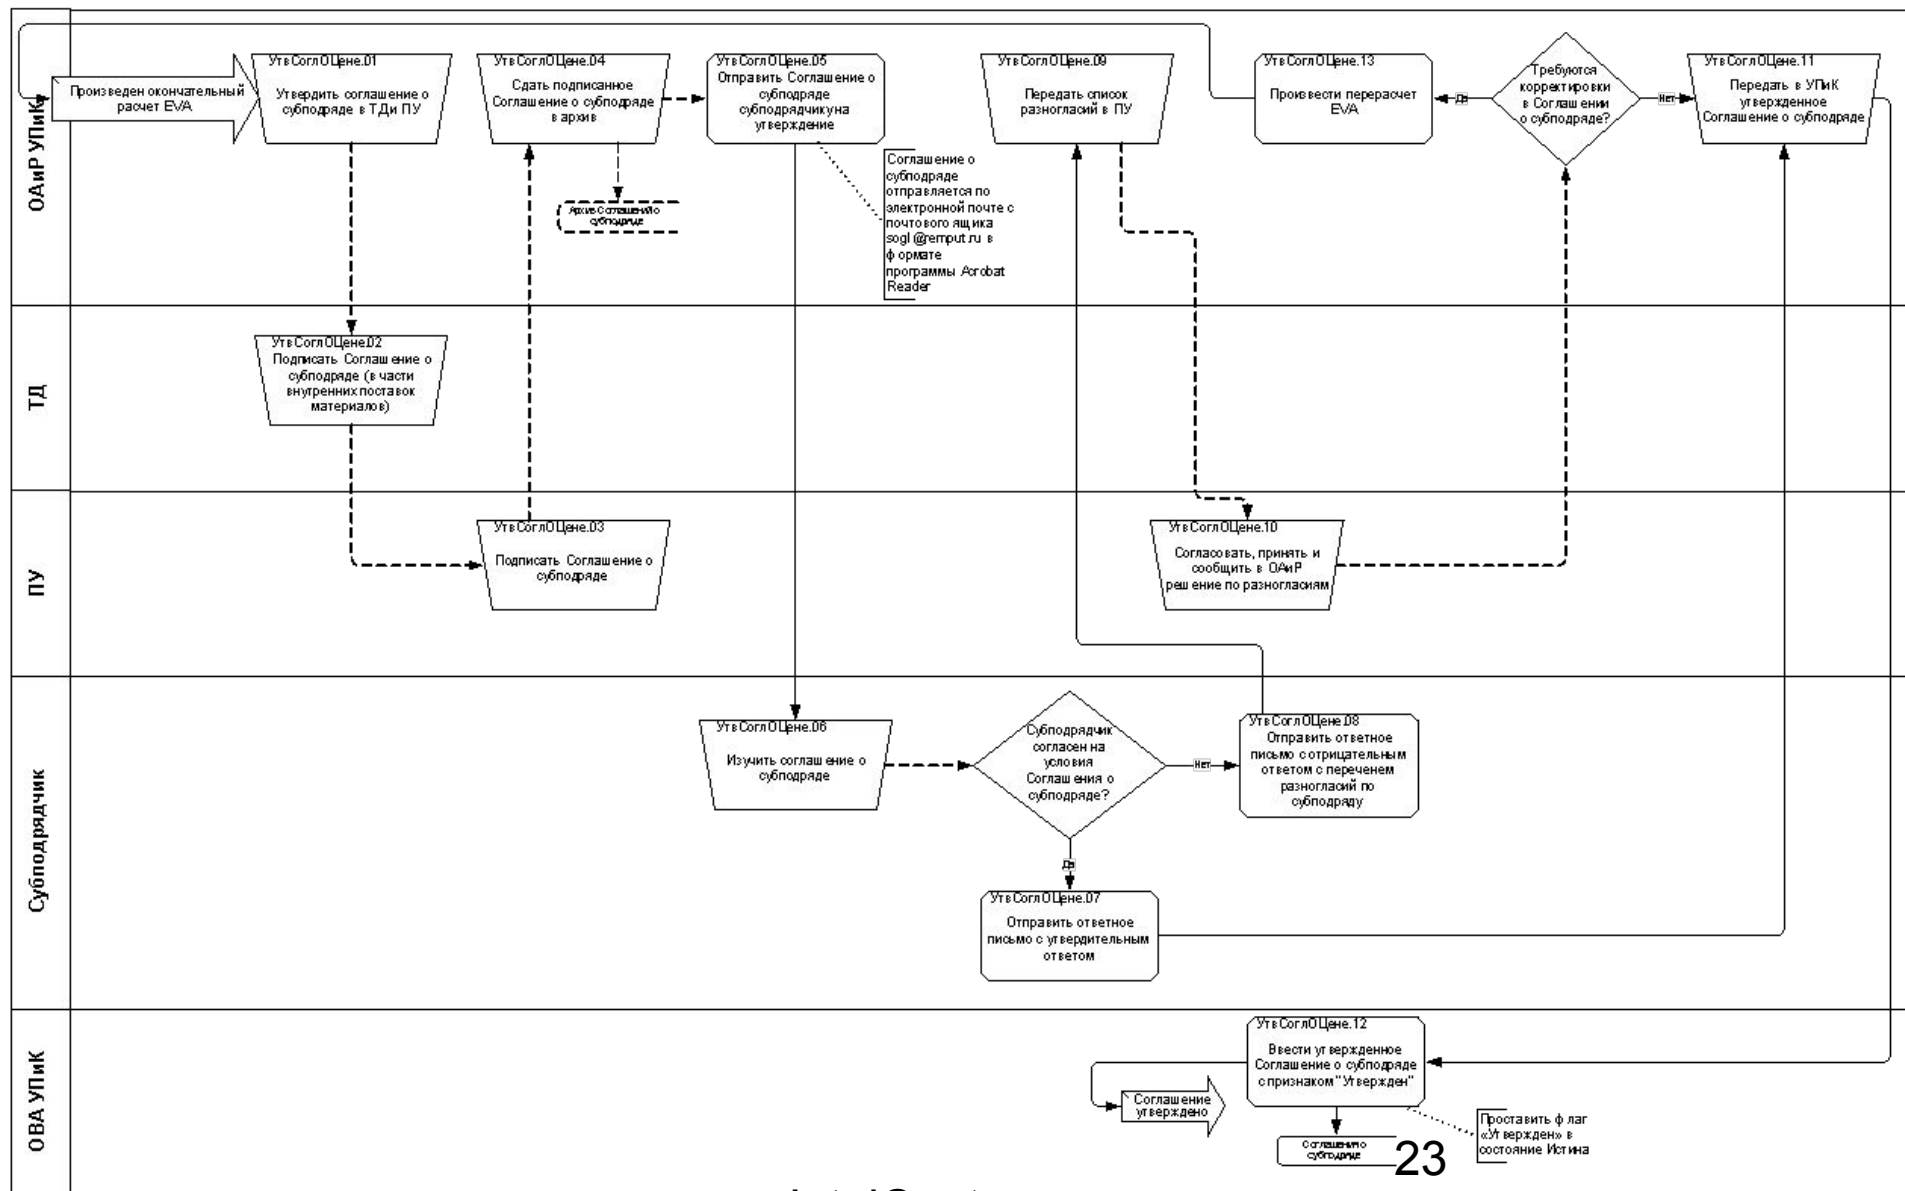 ОАиР УПиК
Произведен окончательный
расчет EVA
УтвСоглОЦене.01
Утвердить соглашение о
субподряде в ТДи ПУ
УтвСоглОЦене.04
Сдать подписанное
Соглашение о субподряде
в архив
Архив Соглашений о
субподряде
УтвСоглОЦене.05
Отправить Соглашение о
субподряде
субподрядчику на
утверждение
Соглашение о
субподряде
отправляется по
электронной почте с
почтового ящика
sogl@remput.ru в
формате
программы Acrobat
Reader
УтвСоглОЦене.09
Передать список
разногласий в ПУ
УтвСоглОЦене.13
Произвести перерасчет
EVA
Да
Требуются
корректировки
в Соглашении
о субподряде?
Нет
УтвСоглОЦене.11
Передать в УПиК
утвержденное
Соглашение о субподряде
ТД
УтвСоглОЦене.02
Подписать Соглашение о
субподряде (в части
внутренних поставок
материалов)
ПУ
УтвСоглОЦене.03
Подписать Соглашение о
субподряде
УтвСоглОЦене.10
Согласовать, принять и
сообщить в ОАиР
решение по разногласиям
Субподрядчик
УтвСоглОЦене.06
Изучить соглашение о
субподряде
Субподрядчик
согласен на
условия
Соглашения о
субподряде?
Нет
Да
УтвСоглОЦене.08
Отправить ответное
письмо с отрицательным
ответом с перечнем
разногласий по
субподряду
УтвСоглОЦене.07
Отправить ответное
письмо с утвердительным
ответом
ОВА УПиК
УтвСоглОЦене.12
Ввести утвержденное
Соглашение о субподряде
с признаком "Утвержден"
Соглашение
утверждено
Соглашение о
субподряде
Проставить флаг
«Утвержден» в
состояние Истина
23